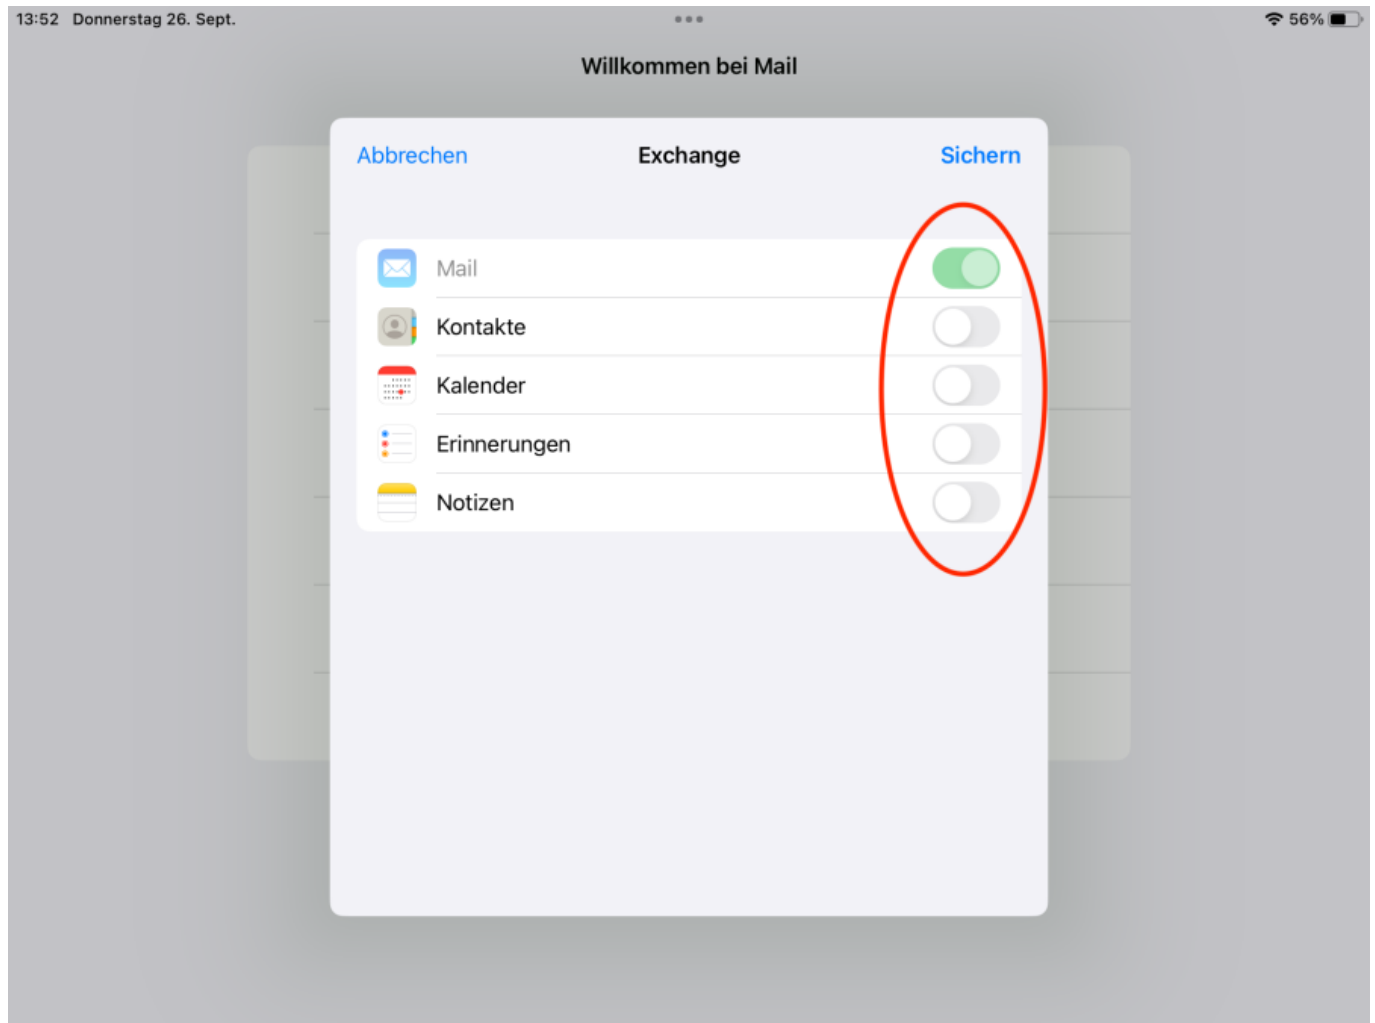 13:52 Donnerstag 26. Sept.
56%
Willkommen bei Mail
Abbrechen Exchange Sichern
Mail
Kontakte
Kalender
Erinnerungen
Notizen